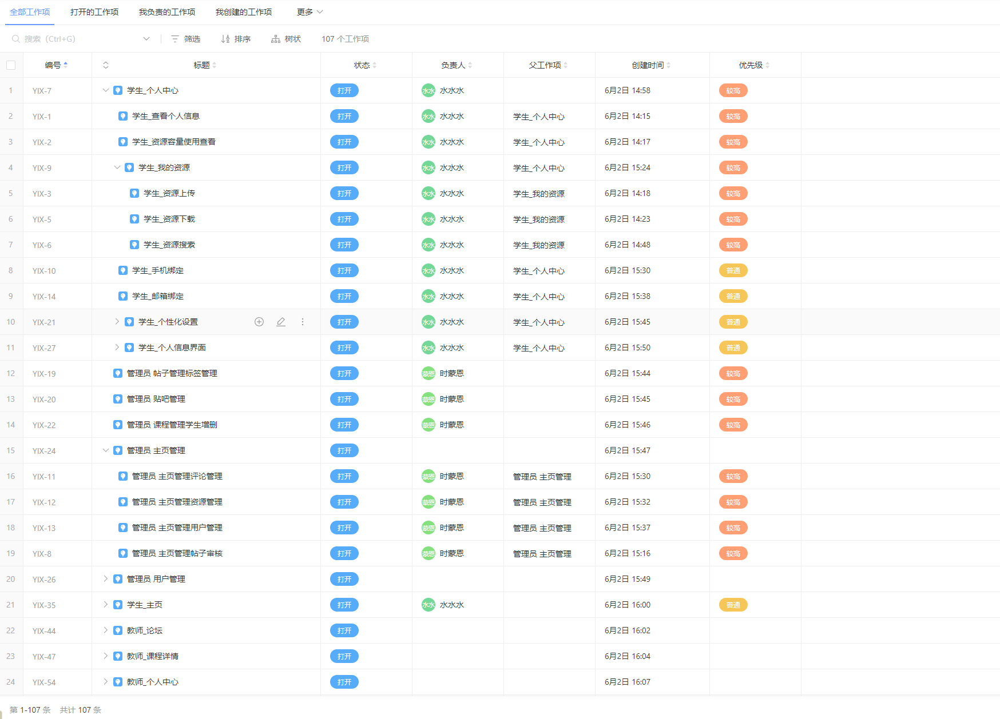 全部工作项 打开的工作项 我负责的工作项 我创建的工作项 更多
搜索（Ctrl+G） 筛选 排序 树状 107 个工作项
编号 标题 状态 负责人 父工作项 创建时间 优先级
1 YIX-7 学生_个人中心 打开 水水 水水水 6月2日 14:58 较高
2 YIX-1 学生_查看个人信息 打开 水水 水水水 学生_个人中心 6月2日 14:15 较高
3 YIX-2 学生_资源容量使用查看 打开 水水 水水水 学生_个人中心 6月2日 14:17 较高
4 YIX-9 学生_我的资源 打开 水水 水水水 学生_个人中心 6月2日 15:24 较高
5 YIX-3 学生_资源上传 打开 水水 水水水 学生_我的资源 6月2日 14:18 较高
6 YIX-5 学生_资源下载 打开 水水 水水水 学生_我的资源 6月2日 14:23 较高
7 YIX-6 学生_资源搜索 打开 水水 水水水 学生_我的资源 6月2日 14:48 较高
8 YIX-10 学生_手机绑定 打开 水水 水水水 学生_个人中心 6月2日 15:30 普通
9 YIX-14 学生_邮箱绑定 打开 水水 水水水 学生_个人中心 6月2日 15:38 普通
10 YIX-21 学生_个性化设置 打开 水水 水水水 学生_个人中心 6月2日 15:45 普通
11 YIX-27 学生_个人信息界面 打开 水水 水水水 学生_个人中心 6月2日 15:50 普通
12 YIX-19 管理员 帖子管理标签管理 打开 蒙恩 时蒙恩 6月2日 15:44 较高
13 YIX-20 管理员 贴吧管理 打开 蒙恩 时蒙恩 6月2日 15:45 较高
14 YIX-22 管理员 课程管理学生增删 打开 蒙恩 时蒙恩 6月2日 15:46 较高
15 YIX-24 管理员 主页管理 打开 6月2日 15:47
16 YIX-11 管理员 主页管理评论管理 打开 蒙恩 时蒙恩 管理员 主页管理 6月2日 15:30 较高
17 YIX-12 管理员 主页管理资源管理 打开 蒙恩 时蒙恩 管理员 主页管理 6月2日 15:32 较高
18 YIX-13 管理员 主页管理用户管理 打开 蒙恩 时蒙恩 管理员 主页管理 6月2日 15:37 较高
19 YIX-8 管理员 主页管理帖子审核 打开 蒙恩 时蒙恩 管理员 主页管理 6月2日 15:16 较高
20 YIX-26 管理员 用户管理 打开 6月2日 15:49
21 YIX-35 学生_主页 打开 水水 水水水 6月2日 16:00 普通
22 YIX-44 教师_论坛 打开 6月2日 16:02
23 YIX-47 教师_课程详情 打开 6月2日 16:04
24 YIX-54 教师_个人中心 打开 6月2日 16:07
第 1-107 条 共计 107 条